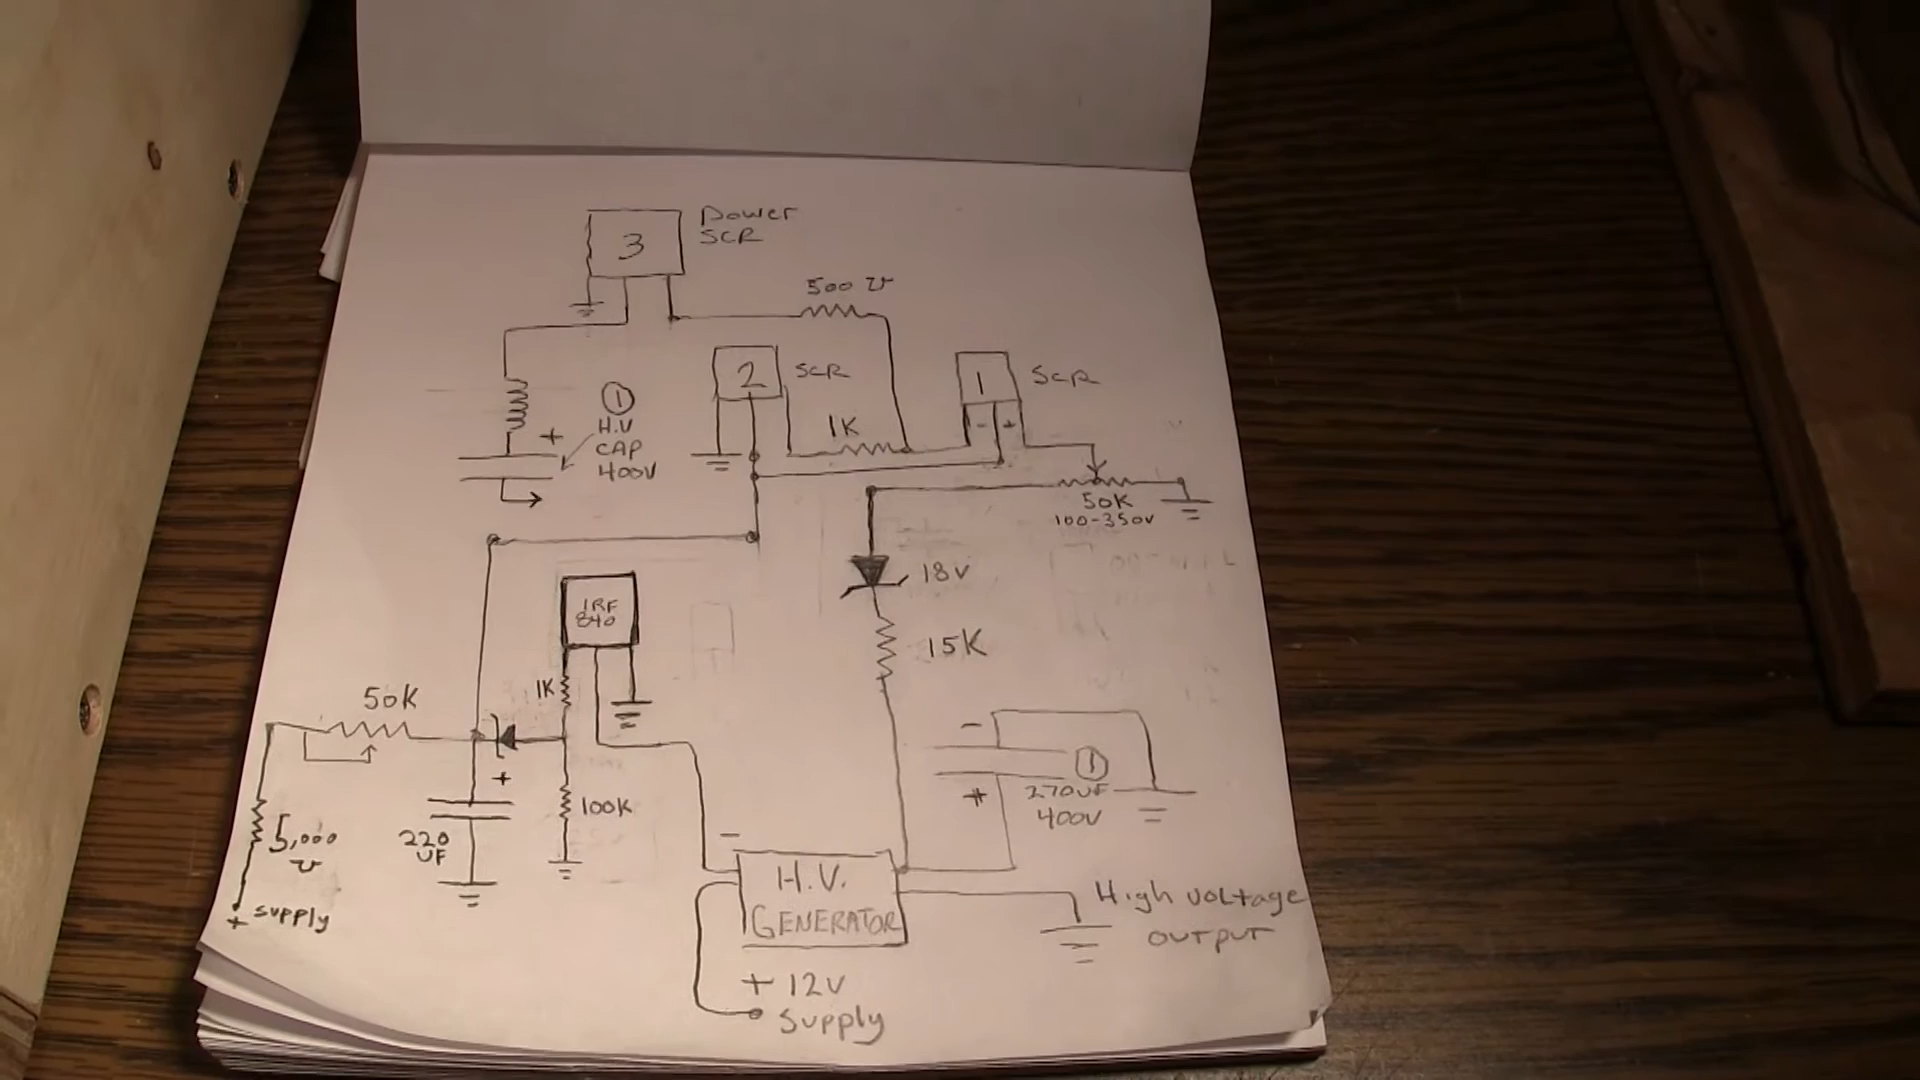 3
Power
SCR
500 ʊ
2
SCR
1
SCR
- +
1K
①
H.V
CAP
400V
+
50K
100-350V
18V
IRF
840
15K
1K
50K
+
-
①
+
270UF
400V
100K
5,000
ʊ
220
UF
+ supply
-
H.V.
GENERATOR
High voltage
output
+ 12V
Supply